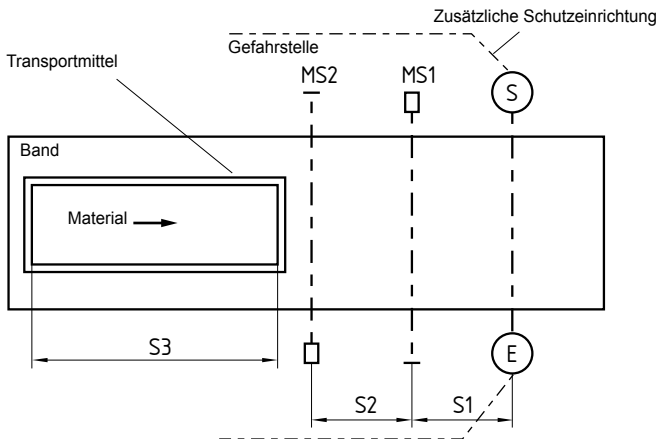 Zusätzliche Schutzeinrichtung
Gefahrstelle
Transportmittel
MS2
MS1
S
Band
Material
S3
E
S2
S1